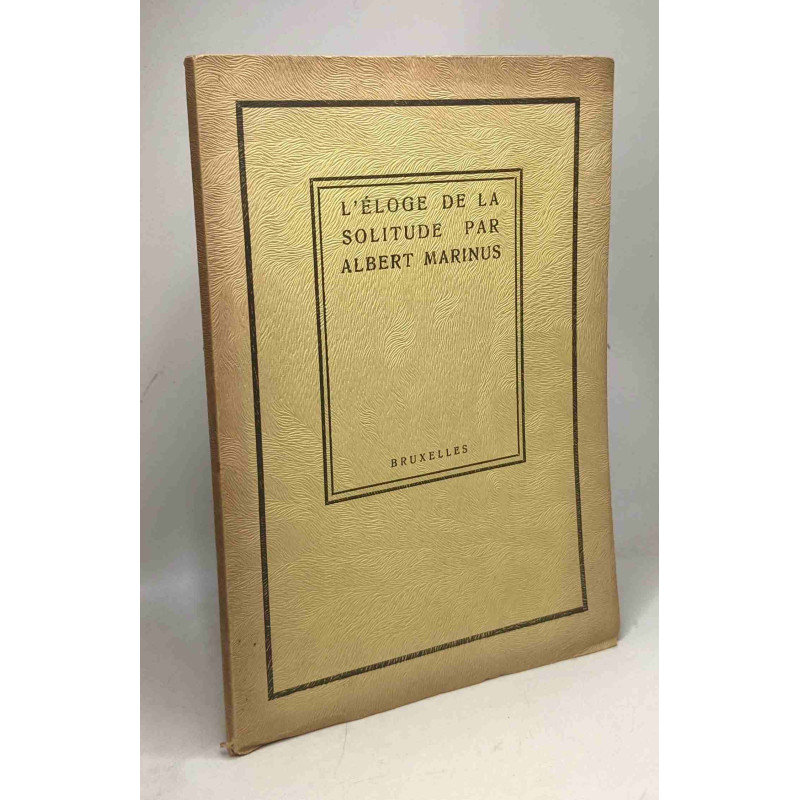 L'ÉLOGE DE LA
SOLITUDE PAR
ALBERT MARINUS
BRUXELLES